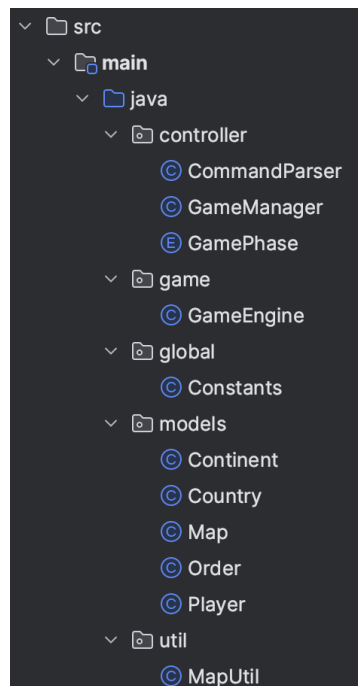 src
main
java
controller
C CommandParser
C GameManager
E GamePhase
game
C GameEngine
global
C Constants
models
C Continent
C Country
C Map
C Order
C Player
util
C MapUtil